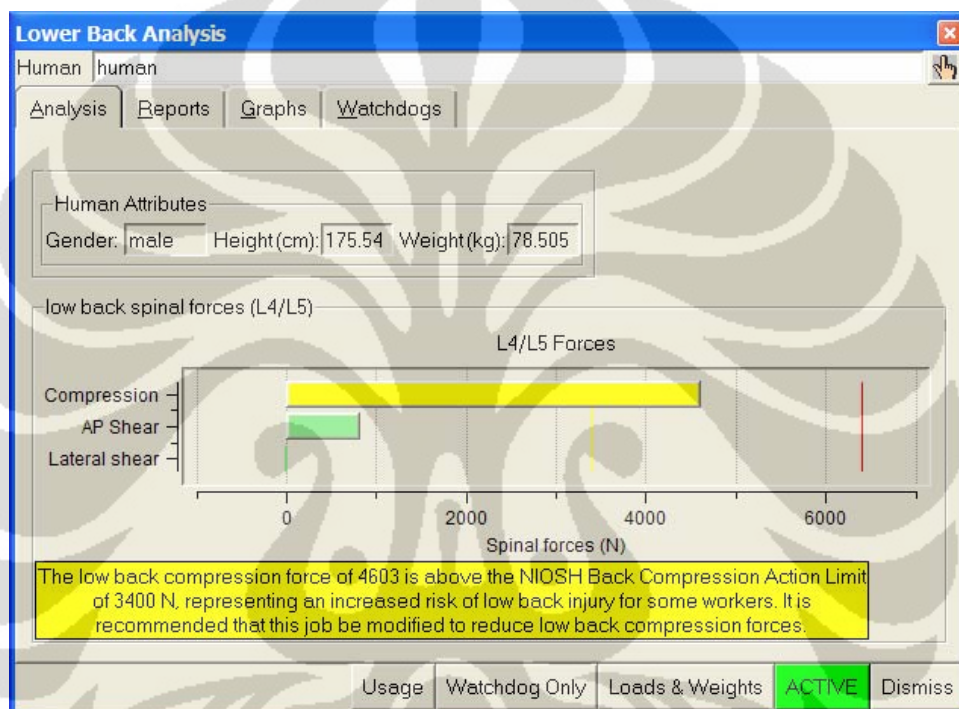 Lower Back Analysis
Human human
Analysis Reports Graphs Watchdogs
Human Attributes
Gender: male Height(cm): 175.54 Weight(kg): 78.505
low back spinal forces (L4/L5)
L4/L5 Forces
Compression
AP Shear
Lateral shear
0 2000 4000 6000
Spinal forces (N)
The low back compression force of 4603 is above the NIOSH Back Compression Action Limit
of 3400 N, representing an increased risk of low back injury for some workers. It is
recommended that this job be modified to reduce low back compression forces.
Usage Watchdog Only Loads & Weights ACTIVE Dismiss